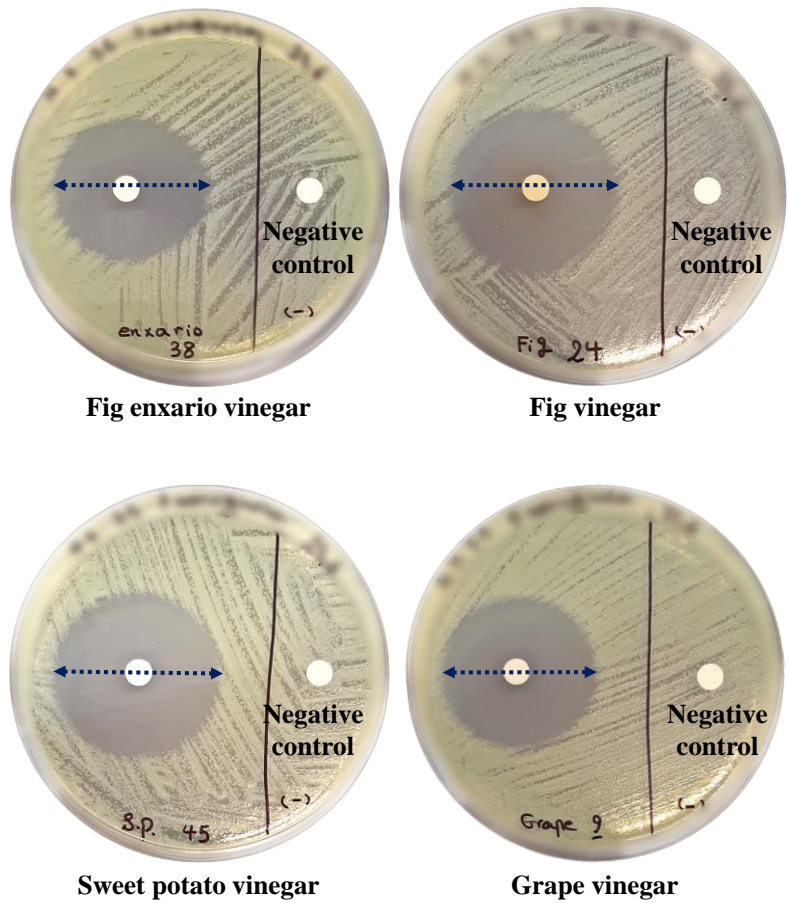 Negative
control
(-)
enxario
38
Fig enxario vinegar
Negative
control
(-)
Fig 24
Fig vinegar
Negative
control
(-)
S.P. 45
Sweet potato vinegar
Negative
control
(-)
Grape 9
Grape vinegar